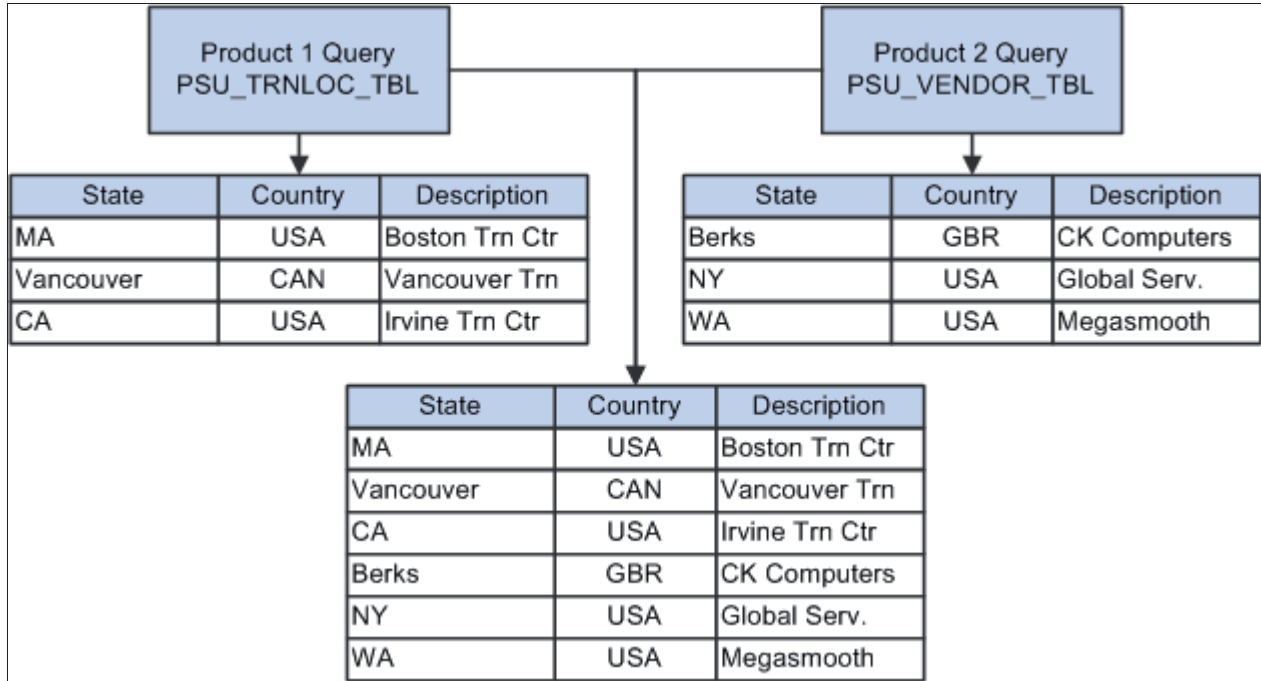 Product 1 Query
PSU_TRNLOC_TBL
Product 2 Query
PSU_VENDOR_TBL
State Country Description
MA USA Boston Trn Ctr
Vancouver CAN Vancouver Trn
CA USA Irvine Trn Ctr
State Country Description
Berks GBR CK Computers
NY USA Global Serv.
WA USA Megasmooth
State Country Description
MA USA Boston Trn Ctr
Vancouver CAN Vancouver Trn
CA USA Irvine Trn Ctr
Berks GBR CK Computers
NY USA Global Serv.
WA USA Megasmooth